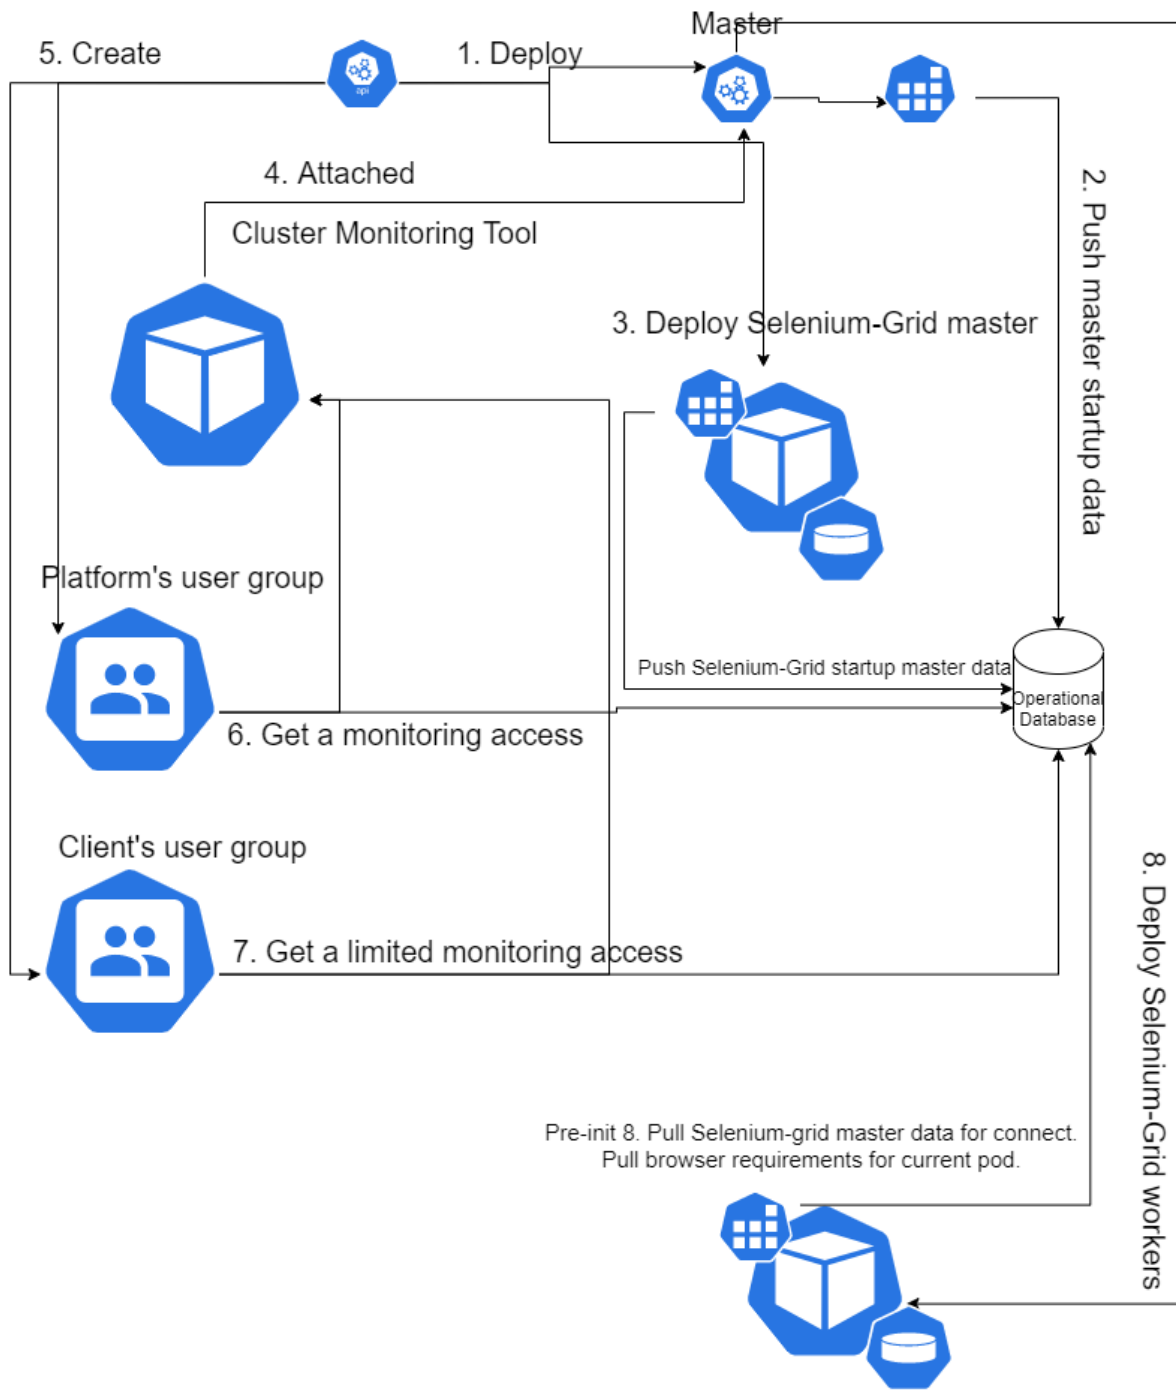 Master
5. Create
1. Deploy
api
4. Attached
2. Push master startup data
Cluster Monitoring Tool
3. Deploy Selenium-Grid master
Platform's user group
Push Selenium-Grid startup master data
Operational
Database
6. Get a monitoring access
Client's user group
8. Deploy Selenium-Grid workers
7. Get a limited monitoring access
Pre-init 8. Pull Selenium-grid master data for connect.
Pull browser requirements for current pod.